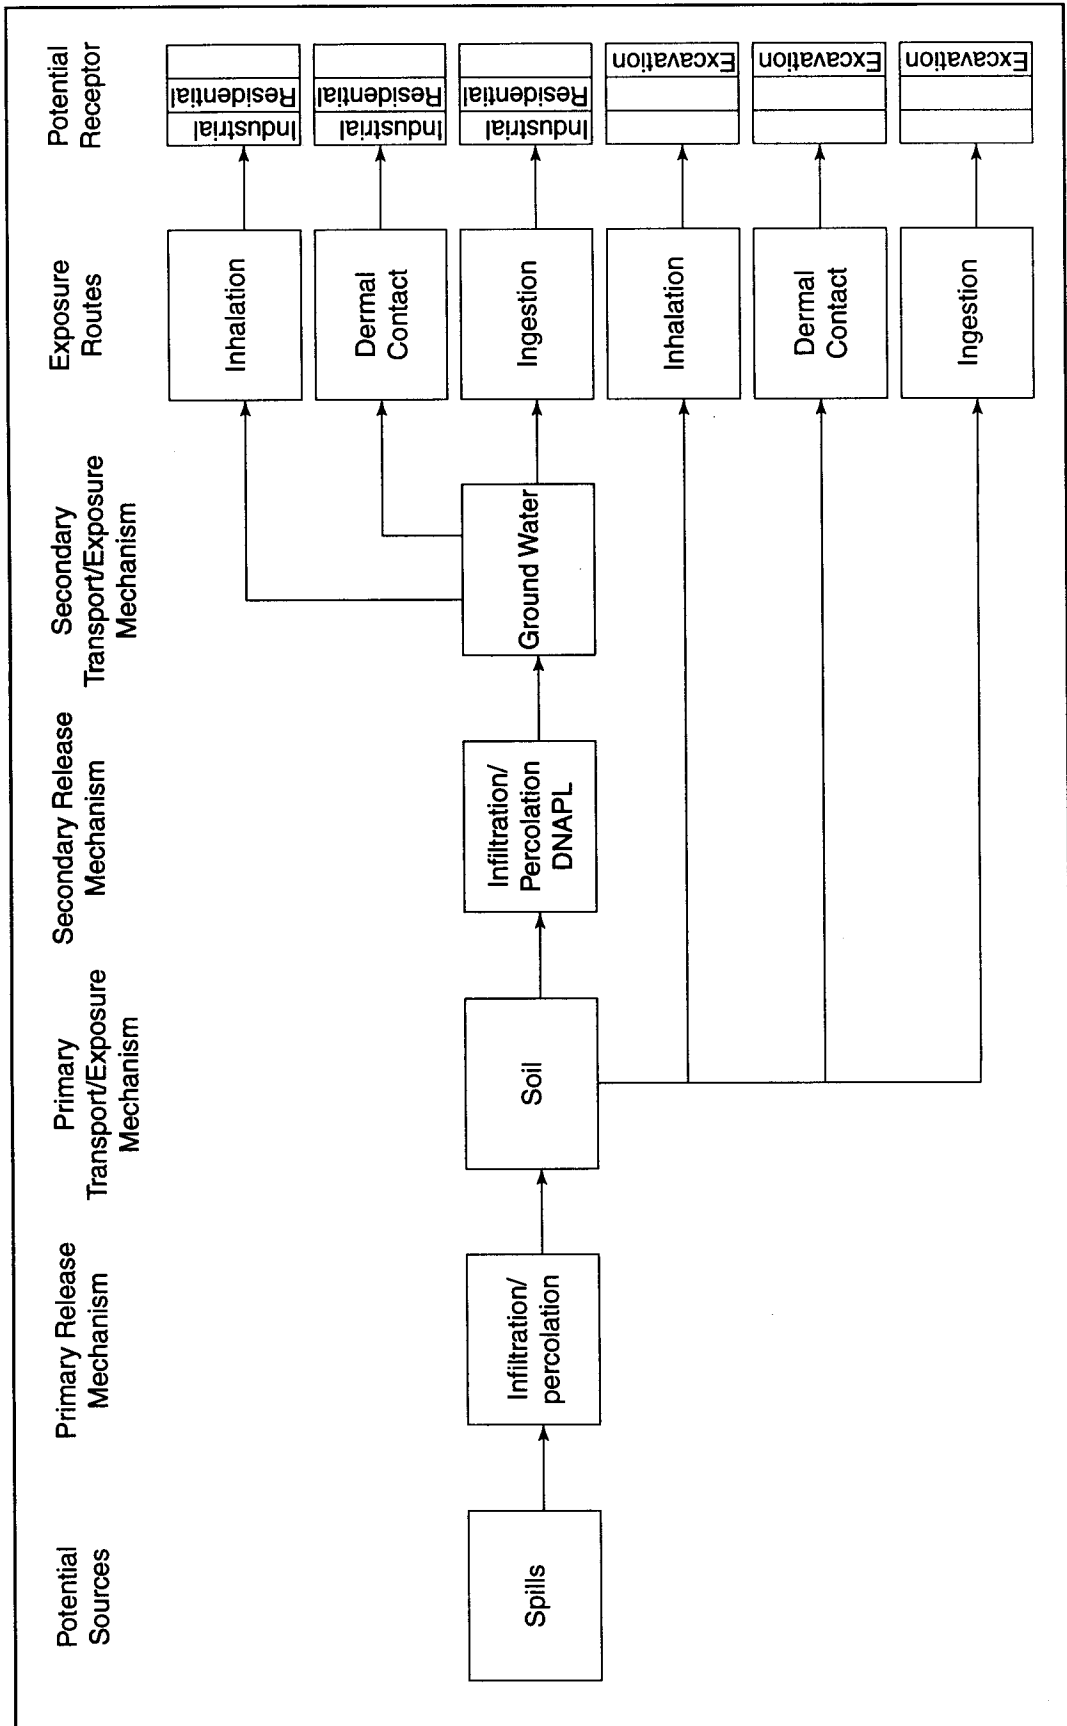 Potential
Sources
Primary Release
Mechanism
Primary
Transport/Exposure
Mechanism
Secondary Release
Mechanism
Secondary
Transport/Exposure
Mechanism
Exposure
Routes
Potential
Receptor
Spills
Infiltration/
percolation
Soil
Infiltration/
Percolation
DNAPL
Ground Water
Inhalation
Industrial
Residential
Dermal
Contact
Industrial
Residential
Ingestion
Industrial
Residential
Inhalation
Excavation
Dermal
Contact
Excavation
Ingestion
Excavation